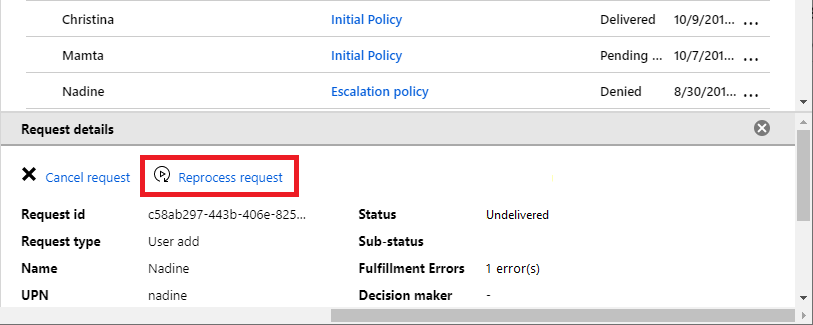 Christina Initial Policy Delivered 10/9/201... ...
Mamta Initial Policy Pending ... 10/7/201... ...
Nadine Escalation policy Denied 8/30/201... ...
Request details
Cancel request Reprocess request
Request id c58ab297-443b-406e-825... Status Undelivered
Request type User add Sub-status
Name Nadine Fulfillment Errors 1 error(s)
UPN nadine Decision maker -